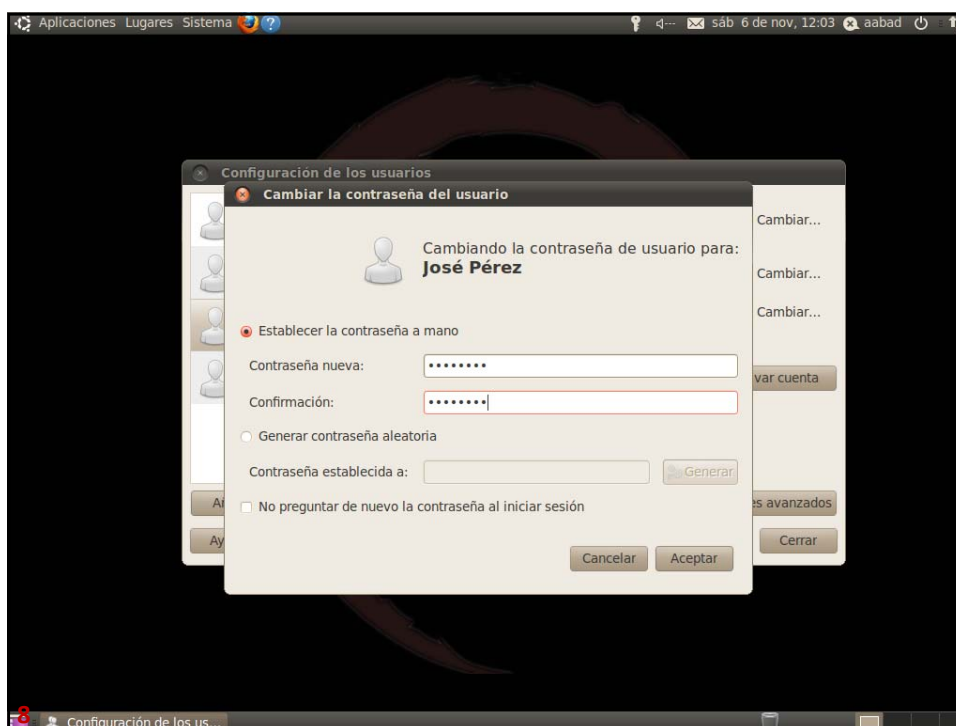 Aplicaciones Lugares Sistema
sáb 6 de nov, 12:03 aabad
Configuración de los usuarios
Cambiar la contraseña del usuario
Cambiando la contraseña de usuario para:
José Pérez
Cambiar...
Cambiar...
Cambiar...
Establecer la contraseña a mano
Contraseña nueva: ••••••••
Confirmación: ••••••••
var cuenta
Generar contraseña aleatoria
Contraseña establecida a: Generar
No preguntar de nuevo la contraseña al iniciar sesión
Añ
es avanzados
Ay
Cancelar Aceptar
Cerrar
8
Configuración de los us...